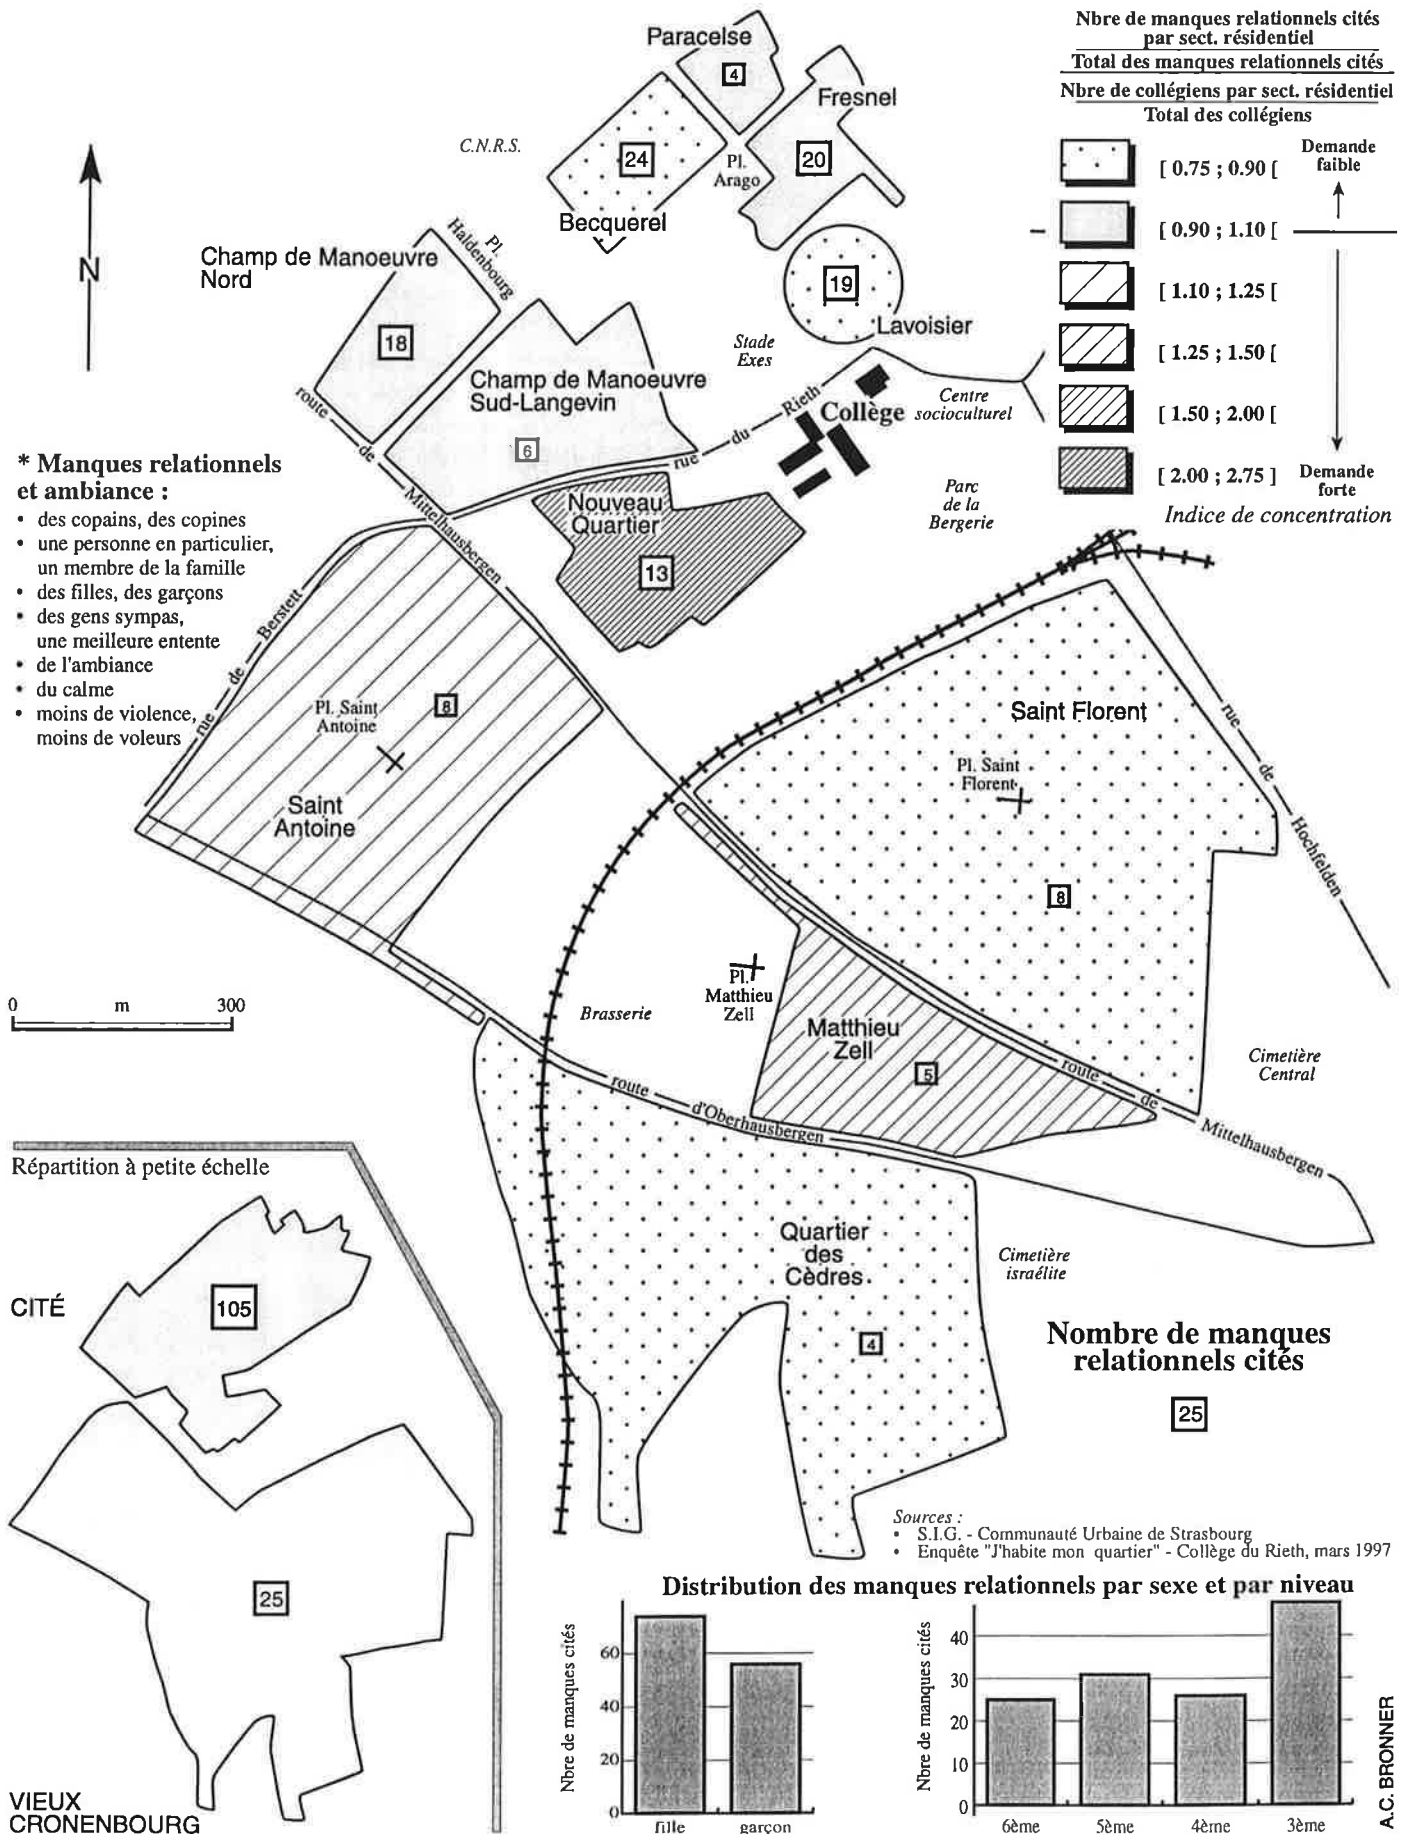 Nbre de manques relationnels cités
par sect. résidentiel
Total des manques relationnels cités
Nbre de collégiens par sect. résidentiel
Total des collégiens
[ 0.75 ; 0.90 [
Demande
faible
[ 0.90 ; 1.10 [
[ 1.10 ; 1.25 [
[ 1.25 ; 1.50 [
[ 1.50 ; 2.00 [
[ 2.00 ; 2.75 ]
Demande
forte
Indice de concentration
Paracelse
4
Fresnel
20
C.N.R.S.
24
Pl.
Arago
Becquerel
N
Champ de Manoeuvre
Nord
Pl.
Haldenbourg
18
19
Lavoisier
Stade
Exes
Champ de Manoeuvre
Sud-Langevin
6
Collège
Centre
socioculturel
rue du Rieth
route de Mittelhausbergen
Parc
de la
Bergerie
Nouveau
Quartier
13
* Manques relationnels
et ambiance :
• des copains, des copines
• une personne en particulier,
un membre de la famille
• des filles, des garçons
• des gens sympas,
une meilleure entente
• de l'ambiance
• du calme
• moins de violence,
moins de voleurs
rue de Berstett
Pl. Saint
Antoine
8
Saint
Antoine
Saint Florent
Pl. Saint
Florent
8
rue de Hochfelden
0 m 300
Brasserie
Pl.
Matthieu
Zell
Matthieu
Zell
5
route de Mittelhausbergen
Cimetière
Central
route d'Oberhausbergen
Quartier
des
Cèdres
4
Cimetière
israélite
Répartition à petite échelle
CITÉ
105
25
VIEUX
CRONENBOURG
Nombre de manques
relationnels cités
25
Sources :
• S.I.G. - Communauté Urbaine de Strasbourg
• Enquête "J'habite mon quartier" - Collège du Rieth, mars 1997
Distribution des manques relationnels par sexe et par niveau
Nbre de manques cités
60
40
20
0
fille garçon
Nbre de manques cités
40
30
20
10
0
6ème 5ème 4ème 3ème
A.C. BRONNER